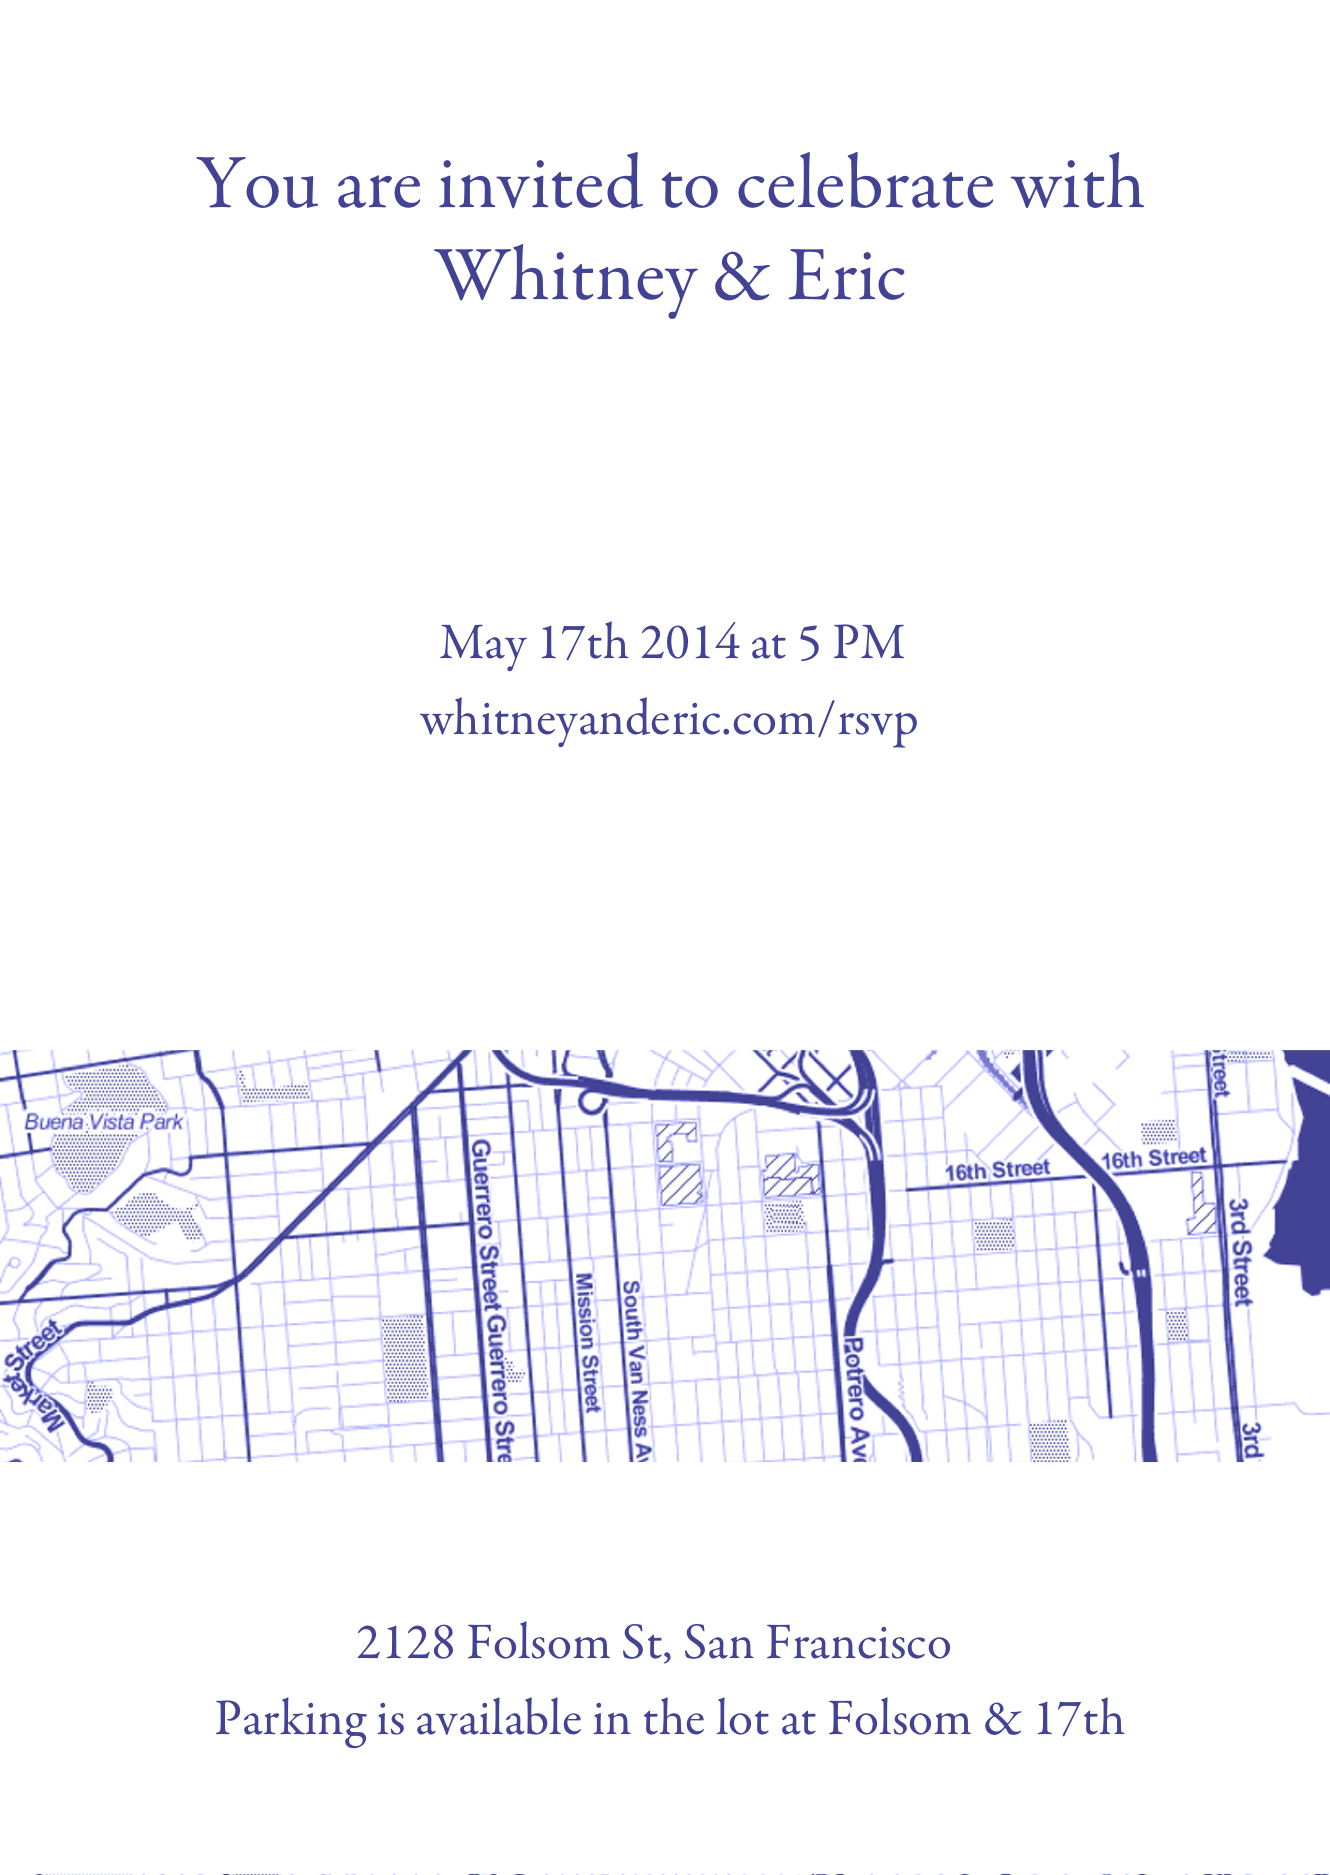 You are invited to celebrate with
Whitney & Eric
May 17th 2014 at 5 PM
whitneyanderic.com/rsvp
Buena Vista Park
Guerrero Street
Guerrero Stre
Mission Street
South Van Ness Av
Potrero Ave
16th Street
16th Street
treet
3rd Street
3rd
Market Street
2128 Folsom St, San Francisco
Parking is available in the lot at Folsom & 17th